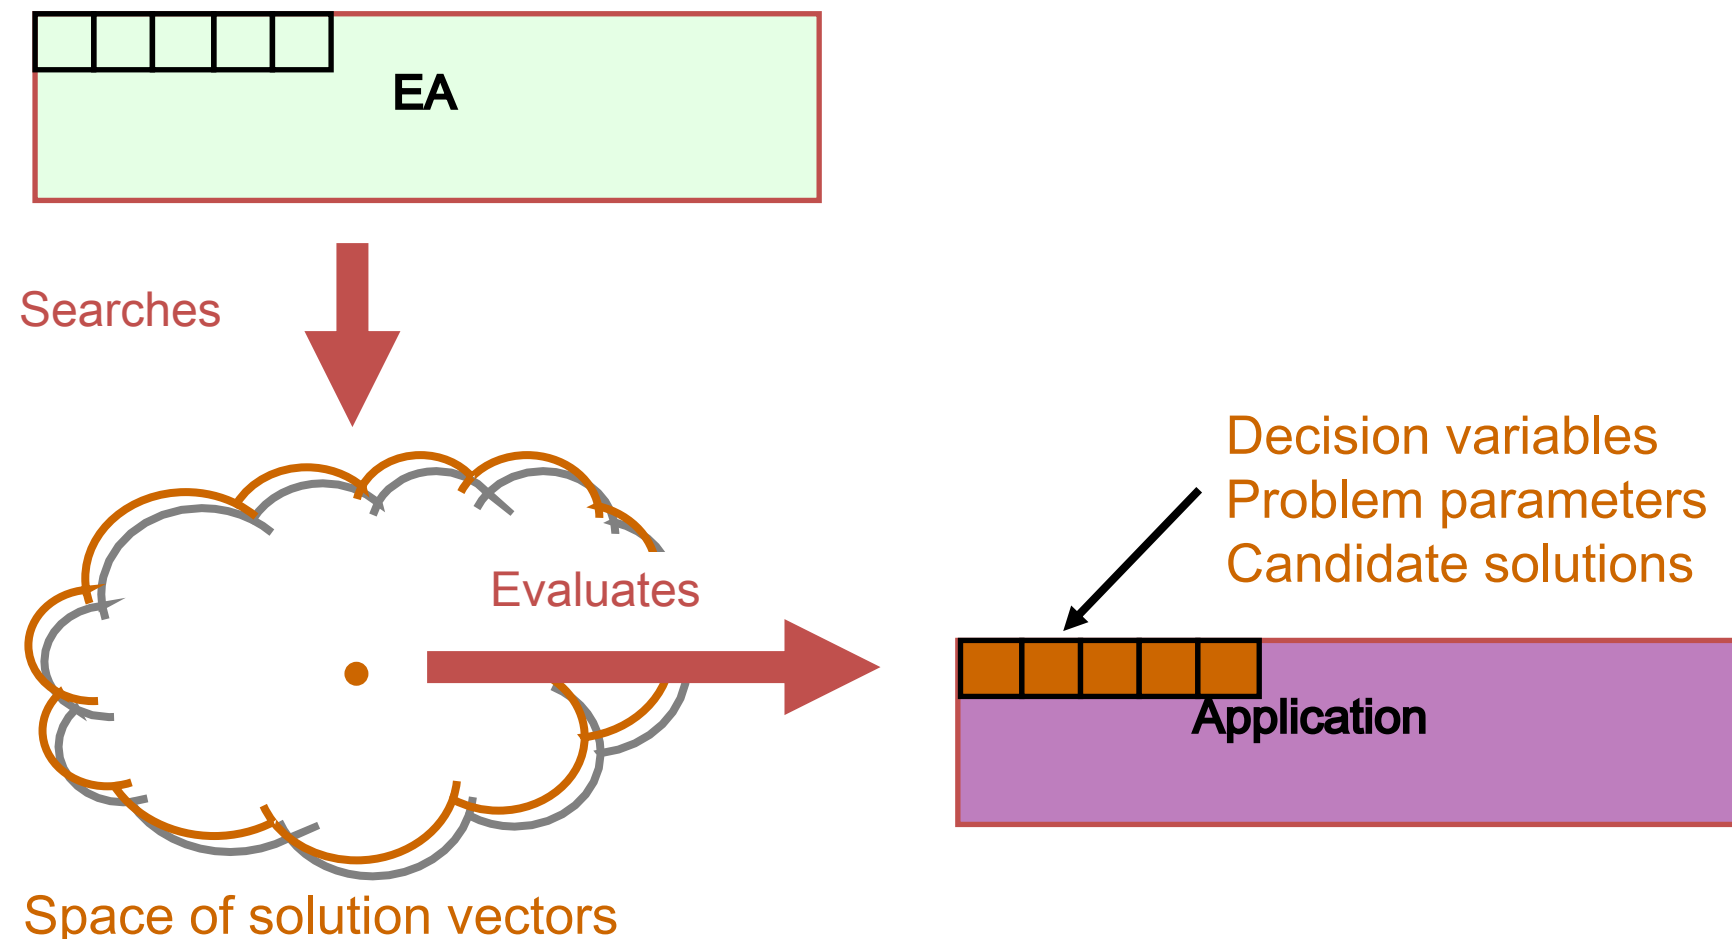 EA
Searches
Decision variables
Problem parameters
Candidate solutions
Evaluates
Application
Space of solution vectors